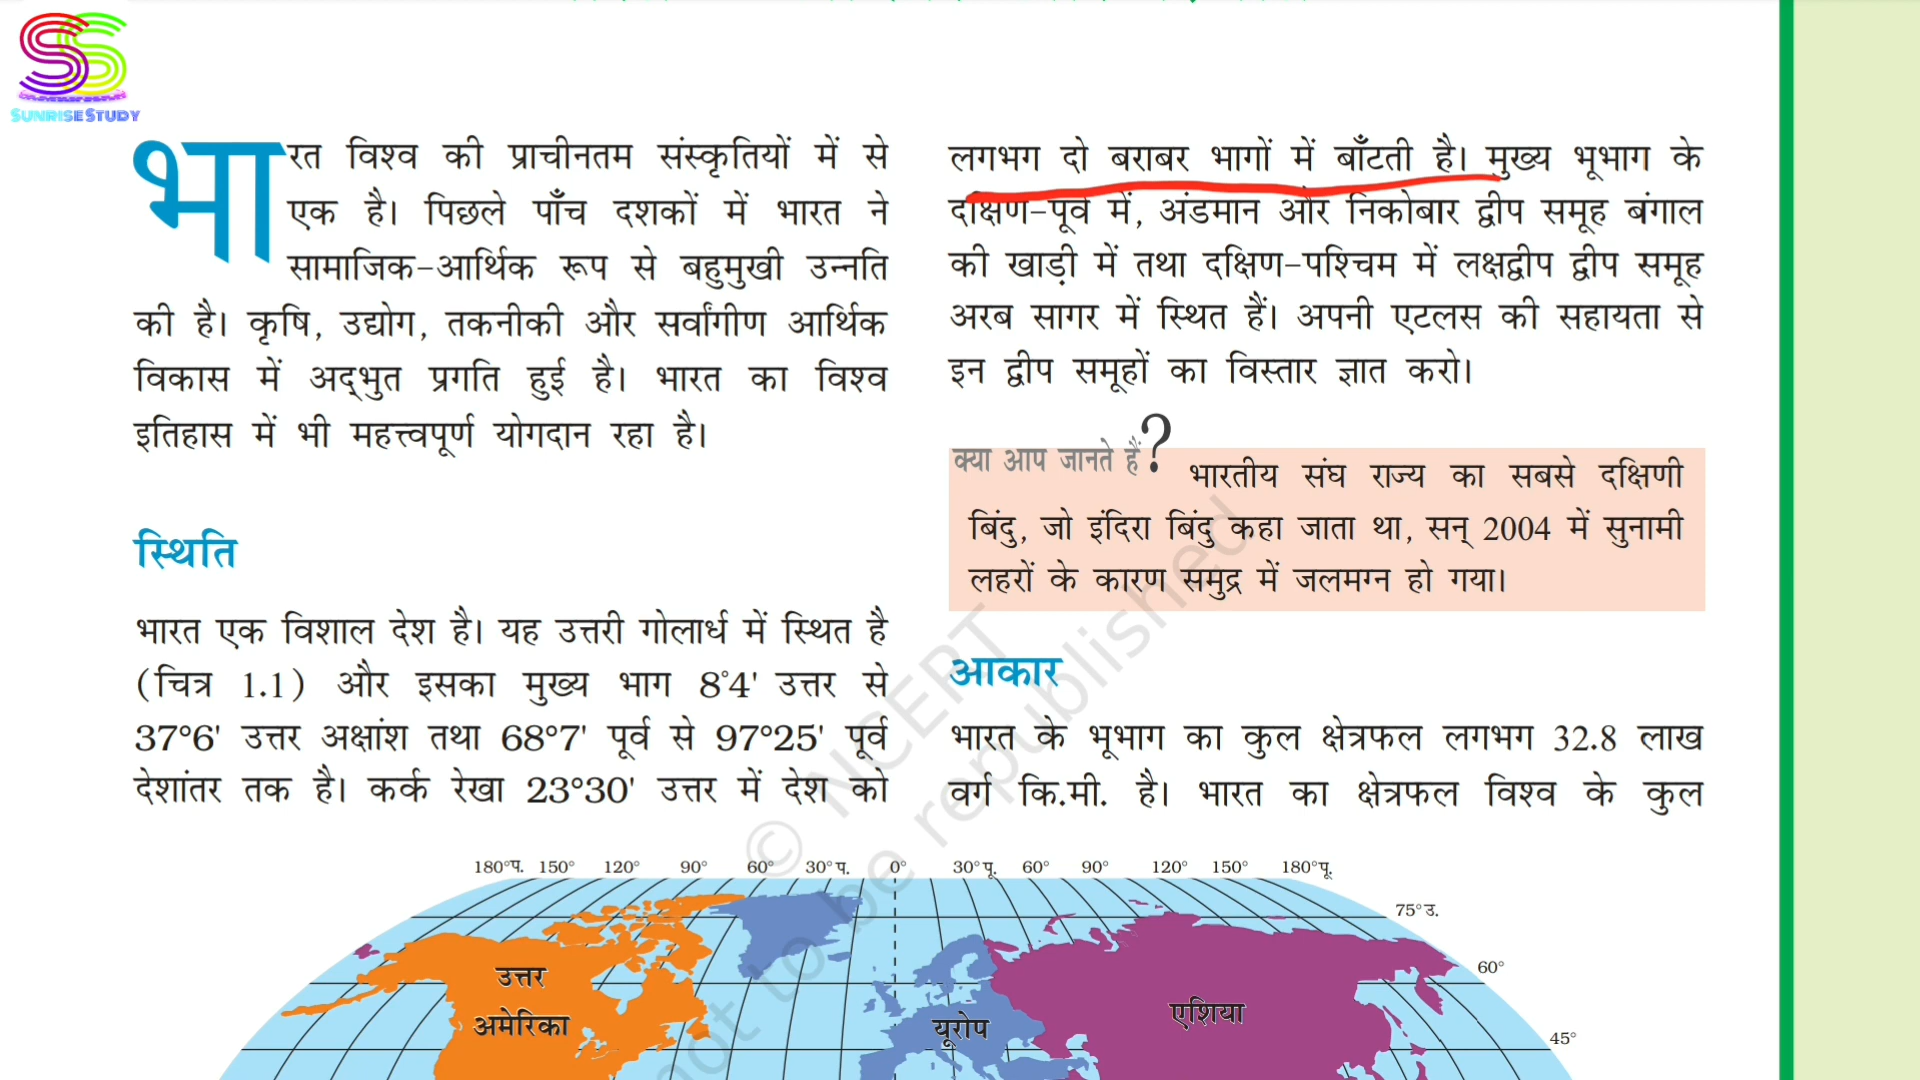 SUNRISESTUDY
भारत विश्व की प्राचीनतम संस्कृतियों में से
एक है। पिछले पाँच दशकों में भारत ने
सामाजिक-आर्थिक रूप से बहुमुखी उन्नति
की है। कृषि, उद्योग, तकनीकी और सर्वांगीण आर्थिक
विकास में अद्‌भुत प्रगति हुई है। भारत का विश्व
इतिहास में भी महत्त्वपूर्ण योगदान रहा है।
स्थिति
भारत एक विशाल देश है। यह उत्तरी गोलार्ध में स्थित है
(चित्र 1.1) और इसका मुख्य भाग 8°4' उत्तर से
37°6' उत्तर अक्षांश तथा 68°7' पूर्व से 97°25' पूर्व
देशांतर तक है। कर्क रेखा 23°30' उत्तर में देश को
लगभग दो बराबर भागों में बाँटती है। मुख्य भूभाग के
दक्षिण-पूर्व में, अंडमान और निकोबार द्वीप समूह बंगाल
की खाड़ी में तथा दक्षिण-पश्चिम में लक्षद्वीप द्वीप समूह
अरब सागर में स्थित हैं। अपनी एटलस की सहायता से
इन द्वीप समूहों का विस्तार ज्ञात करो।
क्या आप जानते हैं?
भारतीय संघ राज्य का सबसे दक्षिणी
बिंदु, जो इंदिरा बिंदु कहा जाता था, सन् 2004 में सुनामी
लहरों के कारण समुद्र में जलमग्न हो गया।
आकार
भारत के भूभाग का कुल क्षेत्रफल लगभग 32.8 लाख
वर्ग कि.मी. है। भारत का क्षेत्रफल विश्व के कुल
© NCERT
not to be republished
180°प. 150° 120° 90° 60° 30°प. 0° 30°पू. 60° 90° 120° 150° 180°पू.
75°उ.
60°
45°
उत्तर
अमेरिका
यूरोप
एशिया